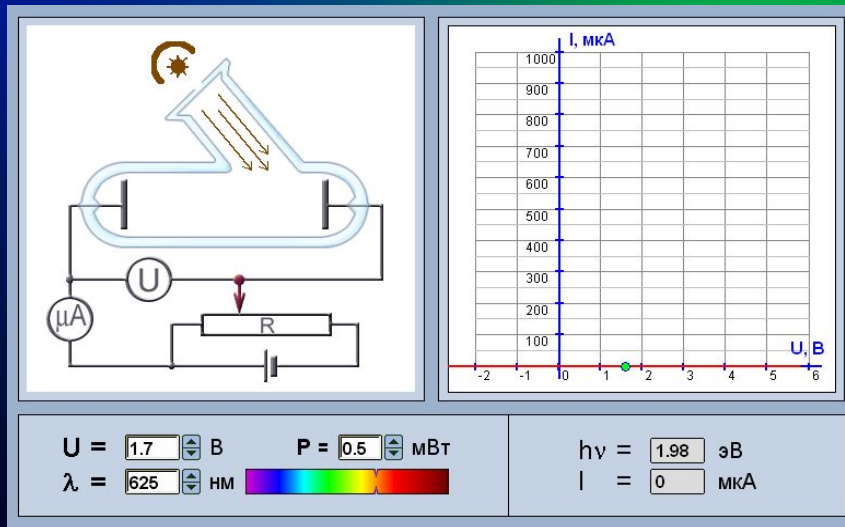 U
μA
R
I, мкА
1000
900
800
700
600
500
400
300
200
100
U, В
-2 -1 0 1 2 3 4 5 6
U = 1.7 В P = 0.5 мВт
λ = 625 нм
hν = 1.98 эВ
I = 0 мкА